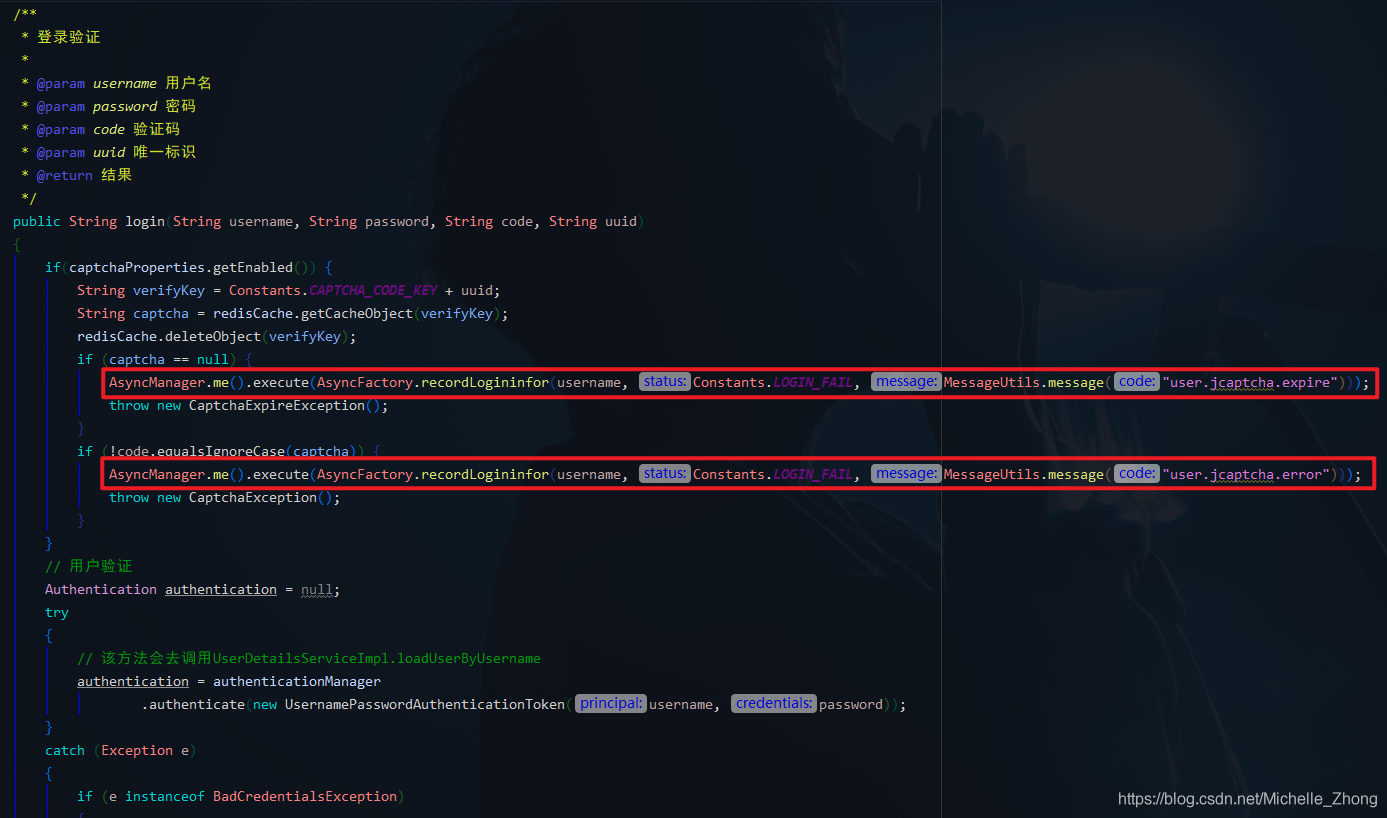 /**
 * 登录验证
 *
 * @param username 用户名
 * @param password 密码
 * @param code 验证码
 * @param uuid 唯一标识
 * @return 结果
 */
public String login(String username, String password, String code, String uuid)
{
    if(captchaProperties.getEnabled()) {
        String verifyKey = Constants.CAPTCHA_CODE_KEY + uuid;
        String captcha = redisCache.getCacheObject(verifyKey);
        redisCache.deleteObject(verifyKey);
        if (captcha == null) {
            AsyncManager.me().execute(AsyncFactory.recordLogininfor(username, status: Constants.LOGIN_FAIL, message: MessageUtils.message( code: "user.jcaptcha.expire")));
            throw new CaptchaExpireException();
        }
        if (!code.equalsIgnoreCase(captcha)) {
            AsyncManager.me().execute(AsyncFactory.recordLogininfor(username, status: Constants.LOGIN_FAIL, message: MessageUtils.message( code: "user.jcaptcha.error")));
            throw new CaptchaException();
        }
    }
    // 用户验证
    Authentication authentication = null;
    try
    {
        // 该方法会去调用UserDetailsServiceImpl.loadUserByUsername
        authentication = authenticationManager
                .authenticate(new UsernamePasswordAuthenticationToken( principal: username, credentials: password));
    }
    catch (Exception e)
    {
        if (e instanceof BadCredentialsException)
        {
https://blog.csdn.net/Michelle_Zhong